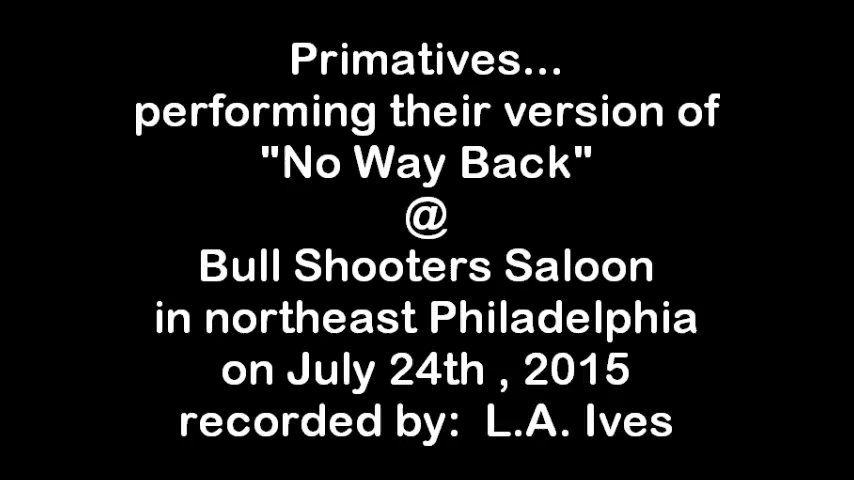 Primatives...
performing their version of
"No Way Back"
@
Bull Shooters Saloon
in northeast Philadelphia
on July 24th , 2015
recorded by:  L.A. Ives